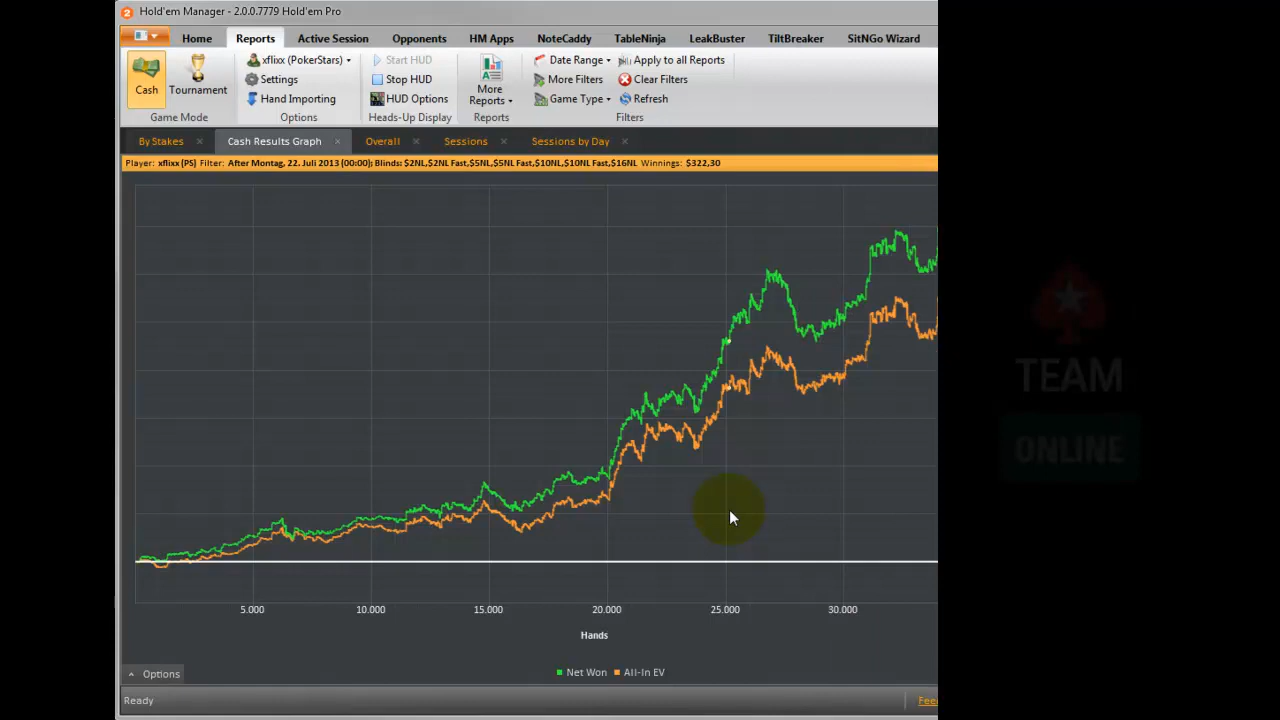 Hold'em Manager - 2.0.0.7779 Hold'em Pro
Home Reports Active Session Opponents HM Apps NoteCaddy TableNinja LeakBuster TiltBreaker SitNGo Wizard
xflixx (PokerStars) Start HUD Date Range Apply to all Reports
Settings Stop HUD More Filters Clear Filters
Cash Tournament Hand Importing HUD Options More Reports Game Type Refresh
Game Mode Options Heads-Up Display Reports Filters
By Stakes Cash Results Graph Overall Sessions Sessions by Day
Player: xflixx (PS) Filter: After Montag, 22. Juli 2013 (00:00); Blinds: $2NL,$2NL Fast,$5NL,$5NL Fast,$10NL,$10NL Fast,$16NL Winnings: $322,30
TEAM
ONLINE
5.000 10.000 15.000 20.000 25.000 30.000
Hands
Net Won All-In EV
Options
Ready